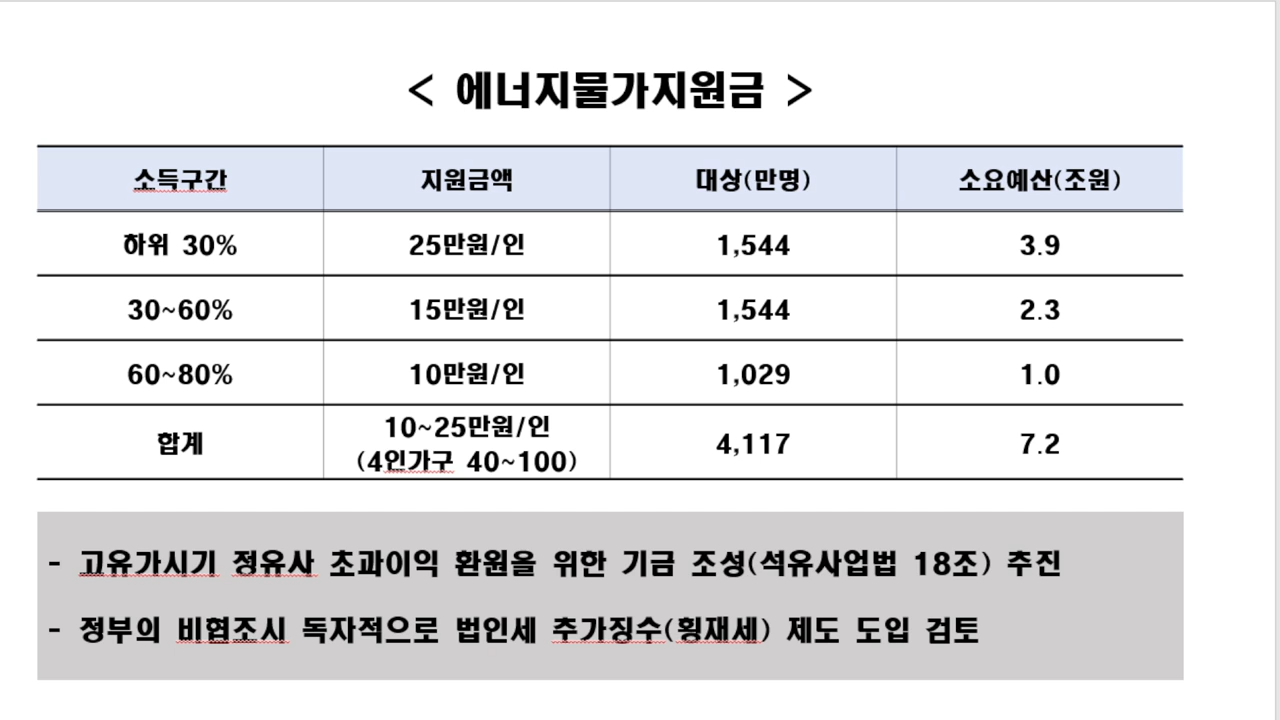 < 에너지물가지원금 >
소득구간 지원금액 대상(만명) 소요예산(조원)
하위 30% 25만원/인 1,544 3.9
30~60% 15만원/인 1,544 2.3
60~80% 10만원/인 1,029 1.0
합계 10~25만원/인 (4인가구 40~100) 4,117 7.2
- 고유가시기 정유사 초과이익 환원을 위한 기금 조성(석유사업법 18조) 추진
- 정부의 비협조시 독자적으로 법인세 추가징수(횡재세) 제도 도입 검토